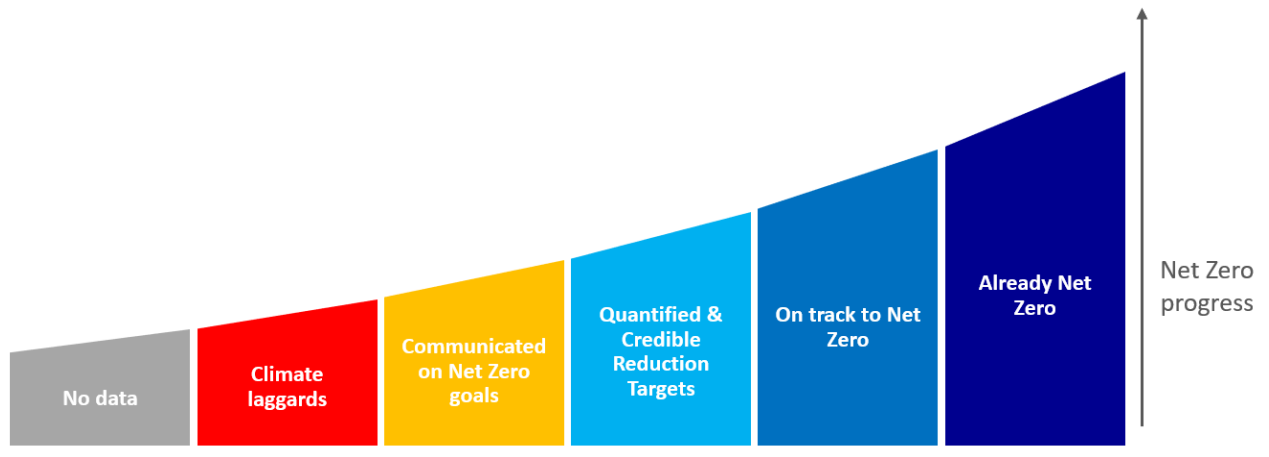 No data
Climate
laggards
Communicated
on Net Zero
goals
Quantified &
Credible
Reduction
Targets
On track to Net
Zero
Already Net
Zero
Net Zero
progress